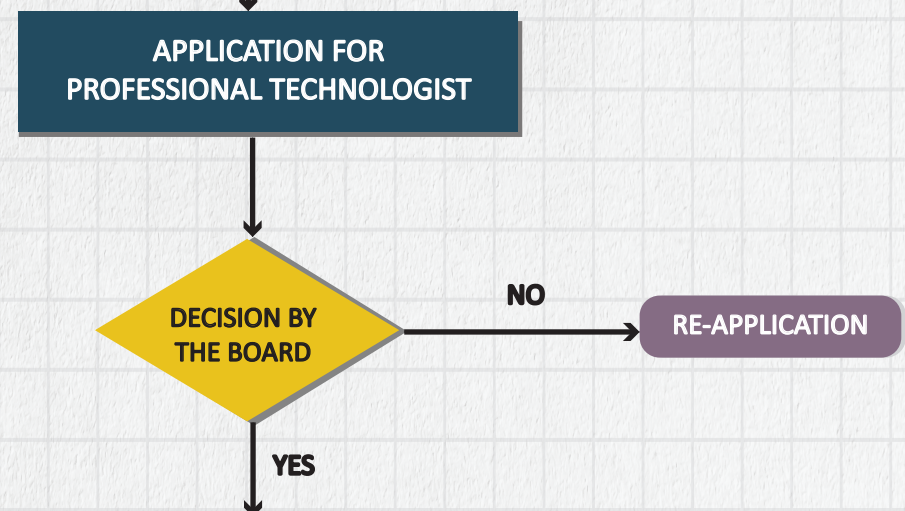 APPLICATION FOR
PROFESSIONAL TECHNOLOGIST
DECISION BY
THE BOARD
NO
RE-APPLICATION
YES